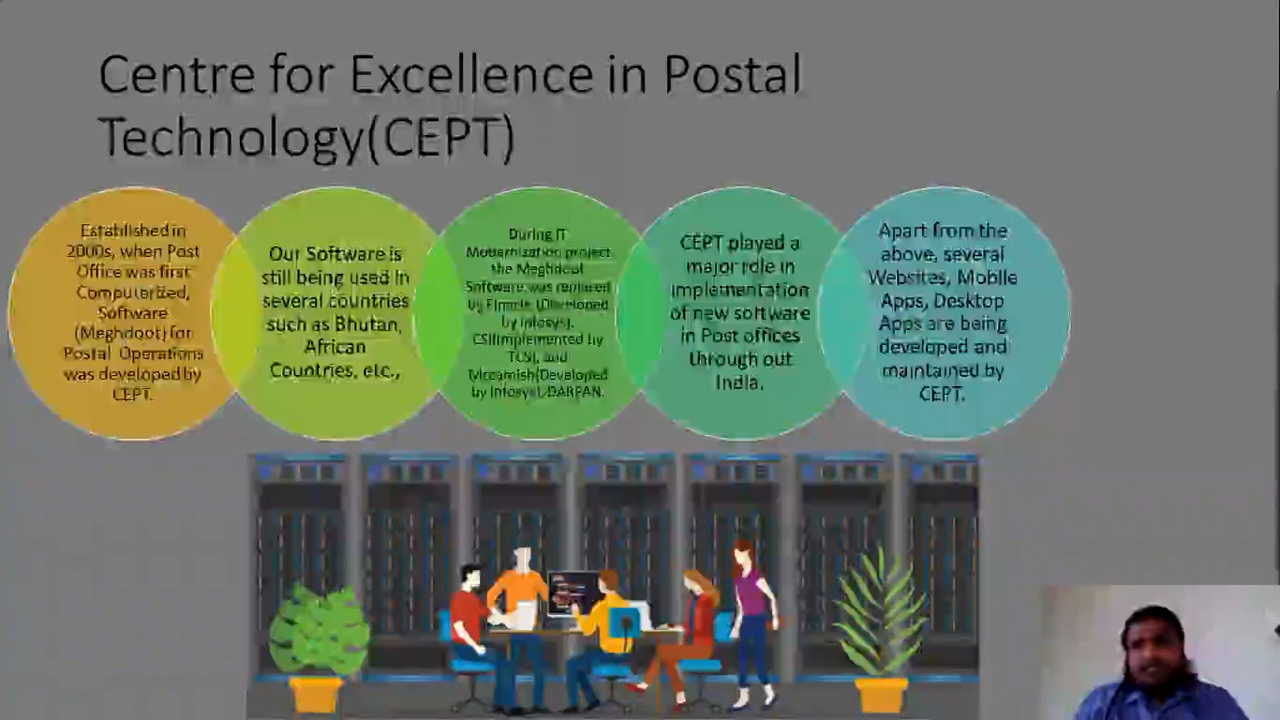 Centre for Excellence in Postal
Technology(CEPT)
Established in
2000s, when Post
Office was first
Computerized,
Software
(Meghdoot) for
Postal Operations
was developed by
CEPT.
Our Software is
still being used in
several countries
such as Bhutan,
African
Countries, etc.,
During IT
Modernization project
the Meghdoot
Software was replaced
by Finacle (Developed
by Infosys),
CSI(Implemented by
TCS), and
(Developed
by Infosys)/DARPAN.
CEPT played a
major role in
implementation
of new software
in Post offices
through out
India.
Apart from the
above, several
Websites, Mobile
Apps, Desktop
Apps are being
developed and
maintained by
CEPT.